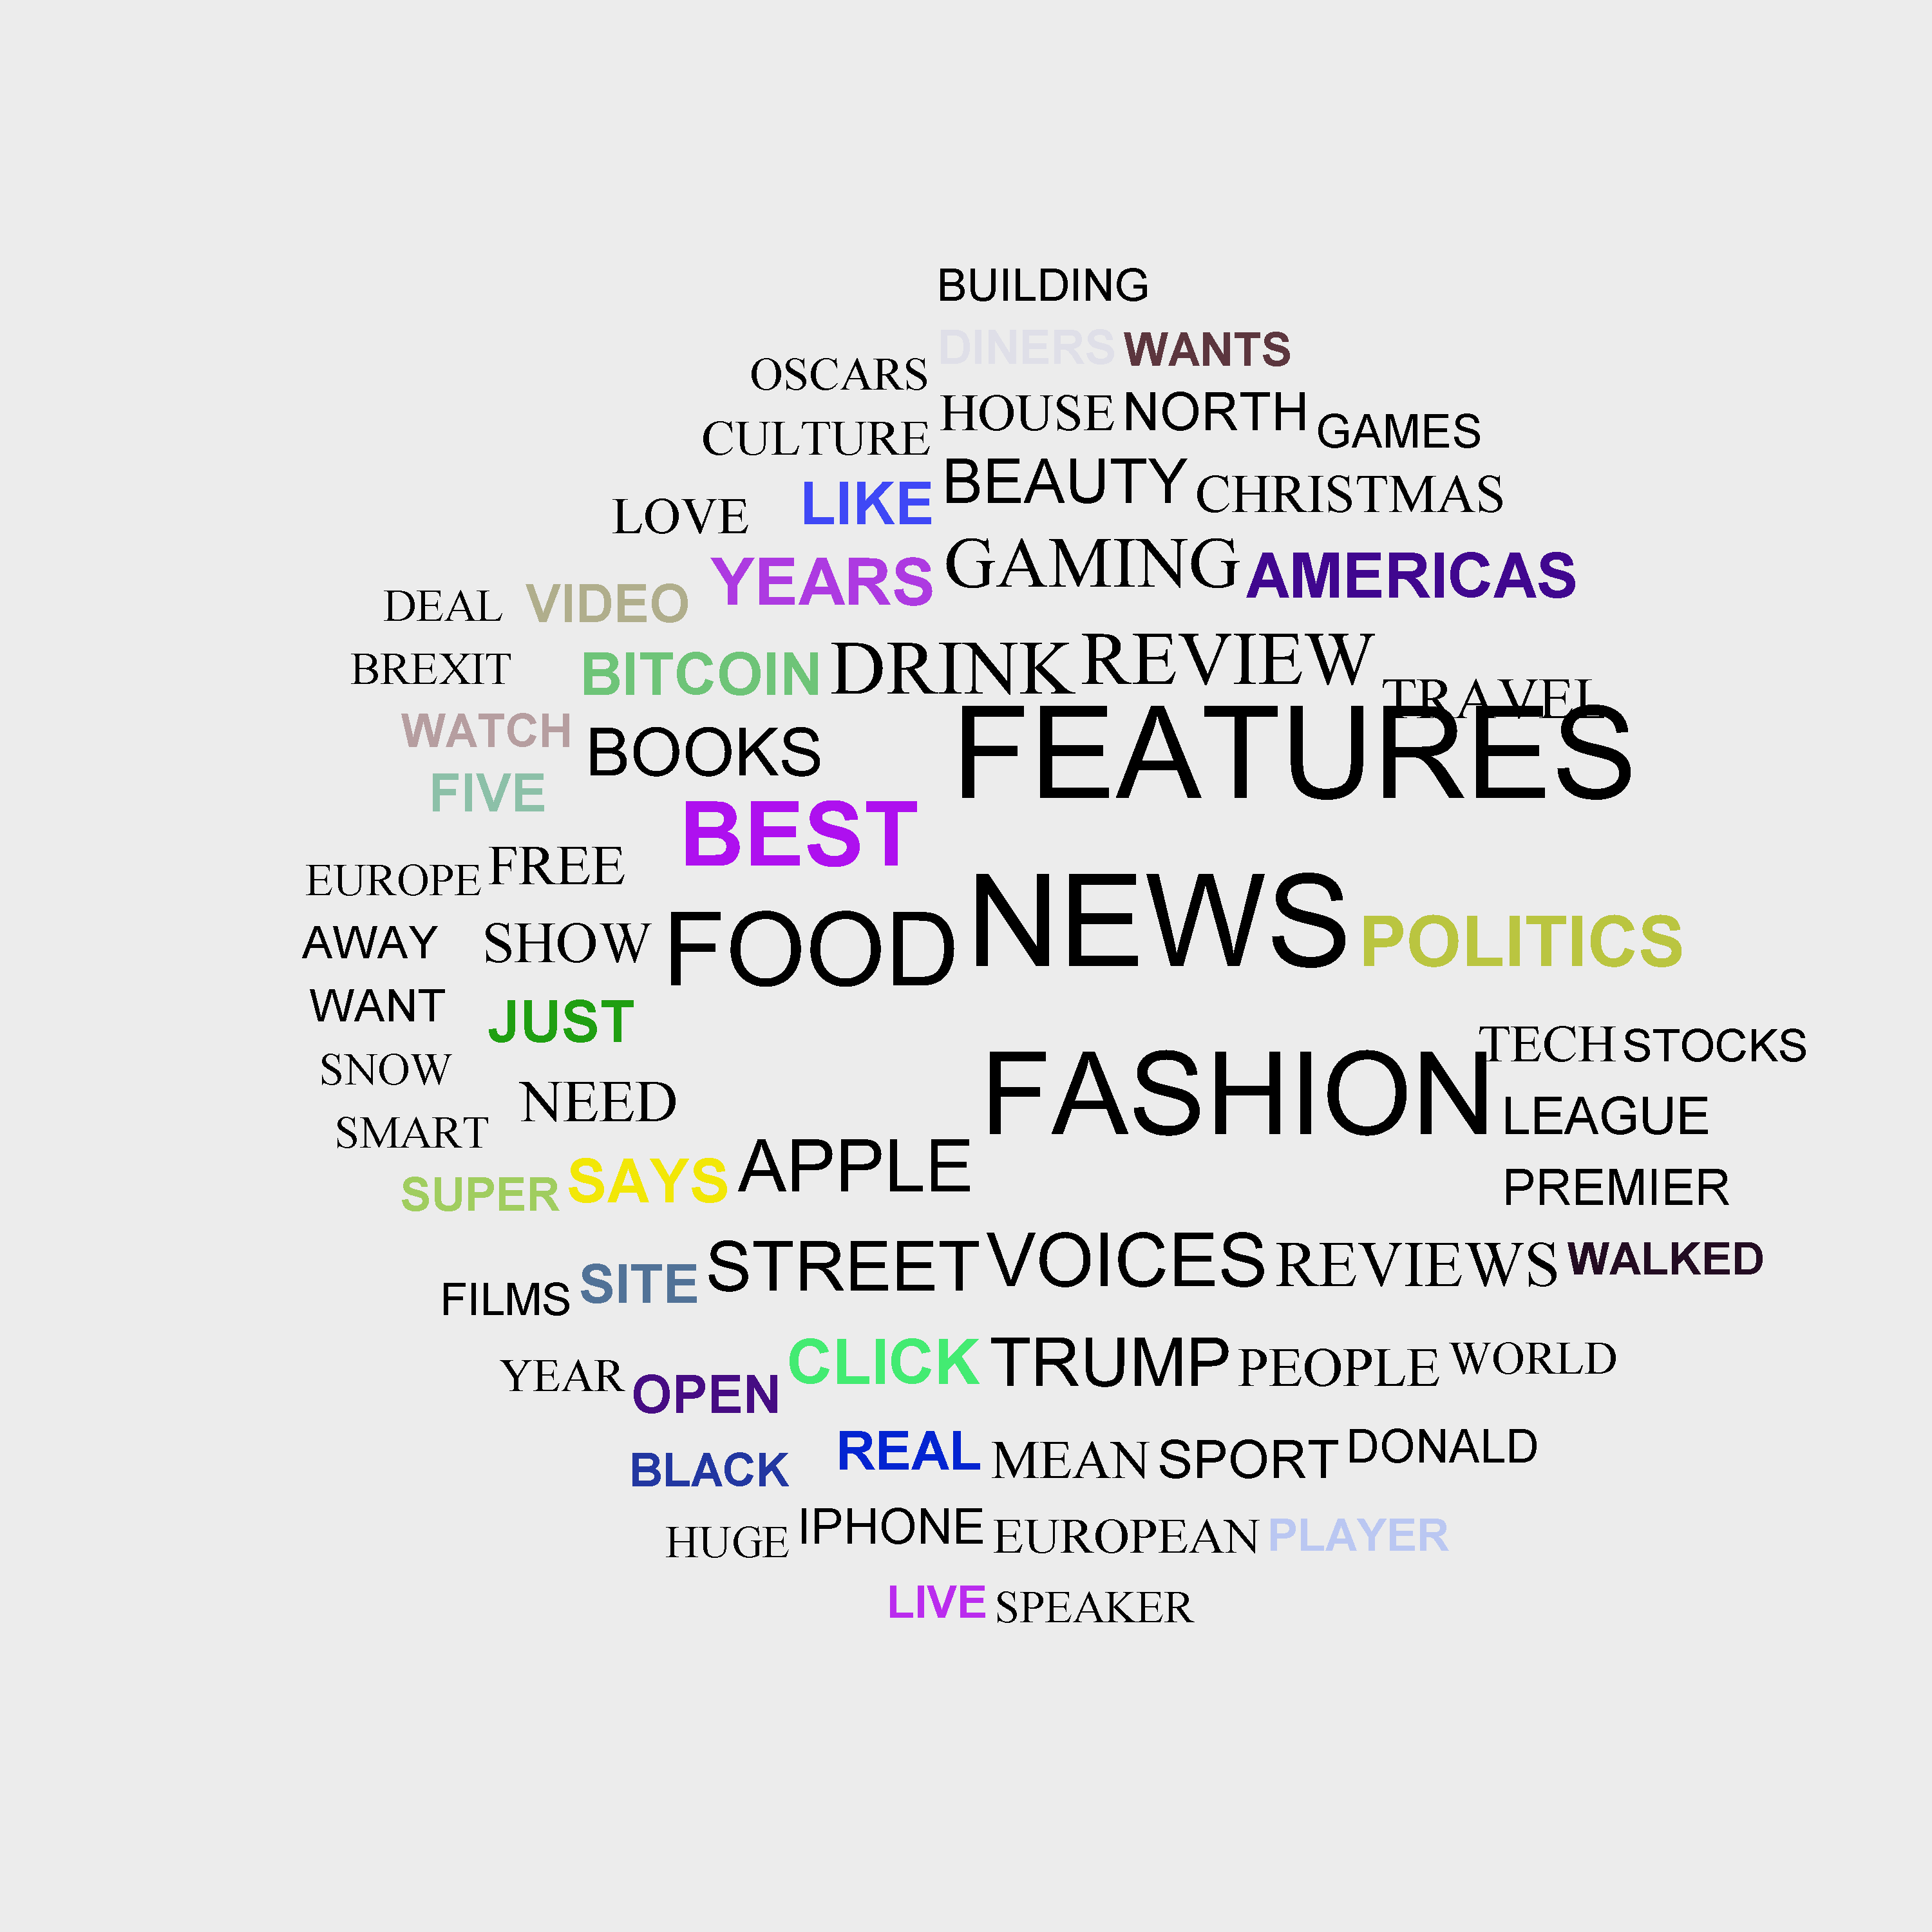 BUILDING
DINERS WANTS
OSCARS
HOUSE NORTH GAMES
CULTURE
BEAUTY CHRISTMAS
LOVE LIKE
GAMING AMERICAS
YEARS
DEAL VIDEO
DRINK REVIEW
BREXIT BITCOIN
TRAVEL
WATCH BOOKS FEATURES
FIVE BEST
EUROPE FREE
AWAY SHOW FOOD NEWS POLITICS
WANT JUST
TECH STOCKS
SNOW
NEED FASHION LEAGUE
SMART
SUPER SAYS APPLE PREMIER
STREET VOICES REVIEWS WALKED
FILMS SITE
YEAR CLICK TRUMP PEOPLE WORLD
OPEN
BLACK REAL MEAN SPORT DONALD
HUGE IPHONE EUROPEAN PLAYER
LIVE SPEAKER